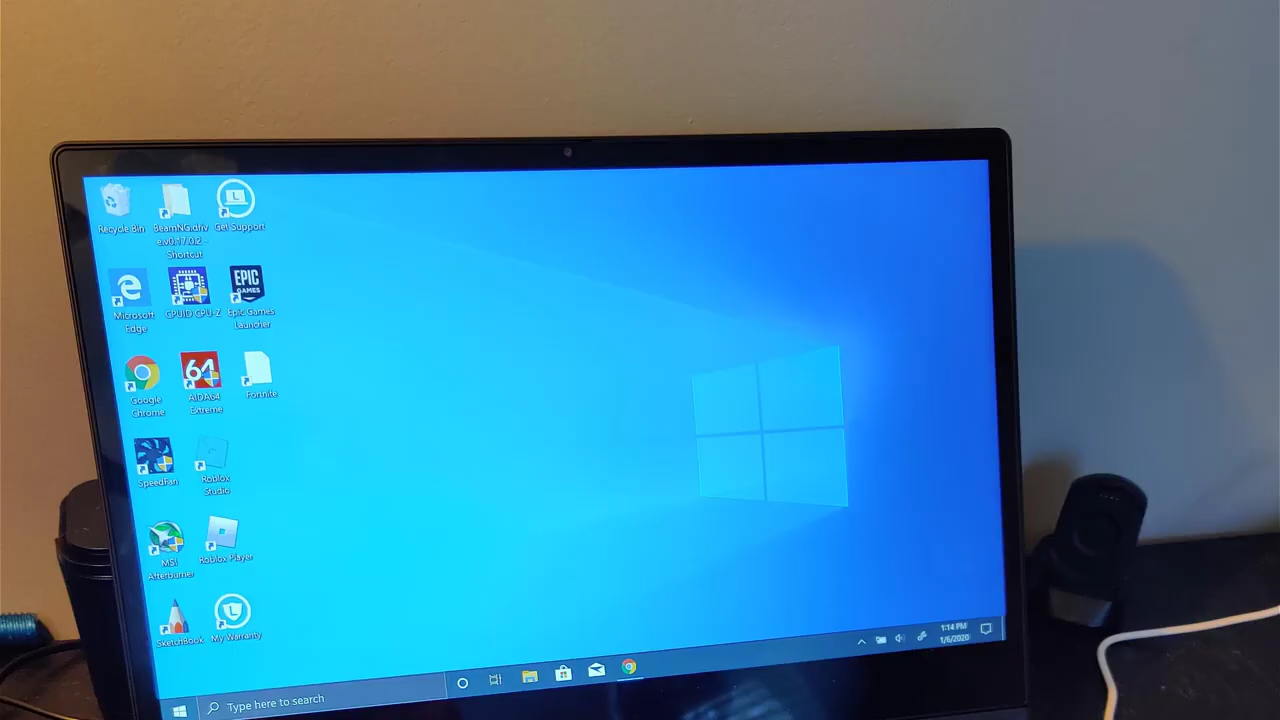 Recycle Bin
BeamNG.driv
e.v0.17.0.2 -
Shortcut
Get Support
Microsoft
Edge
CPUID CPU-Z
EPIC
GAMES
Epic Games
Launcher
Google
Chrome
64
AIDA64
Extreme
Fortnite
SpeedFan
Roblox
Studio
MSI
Afterburner
Roblox Player
SketchBook
My Warranty
Type here to search
1:14 PM
1/6/2020